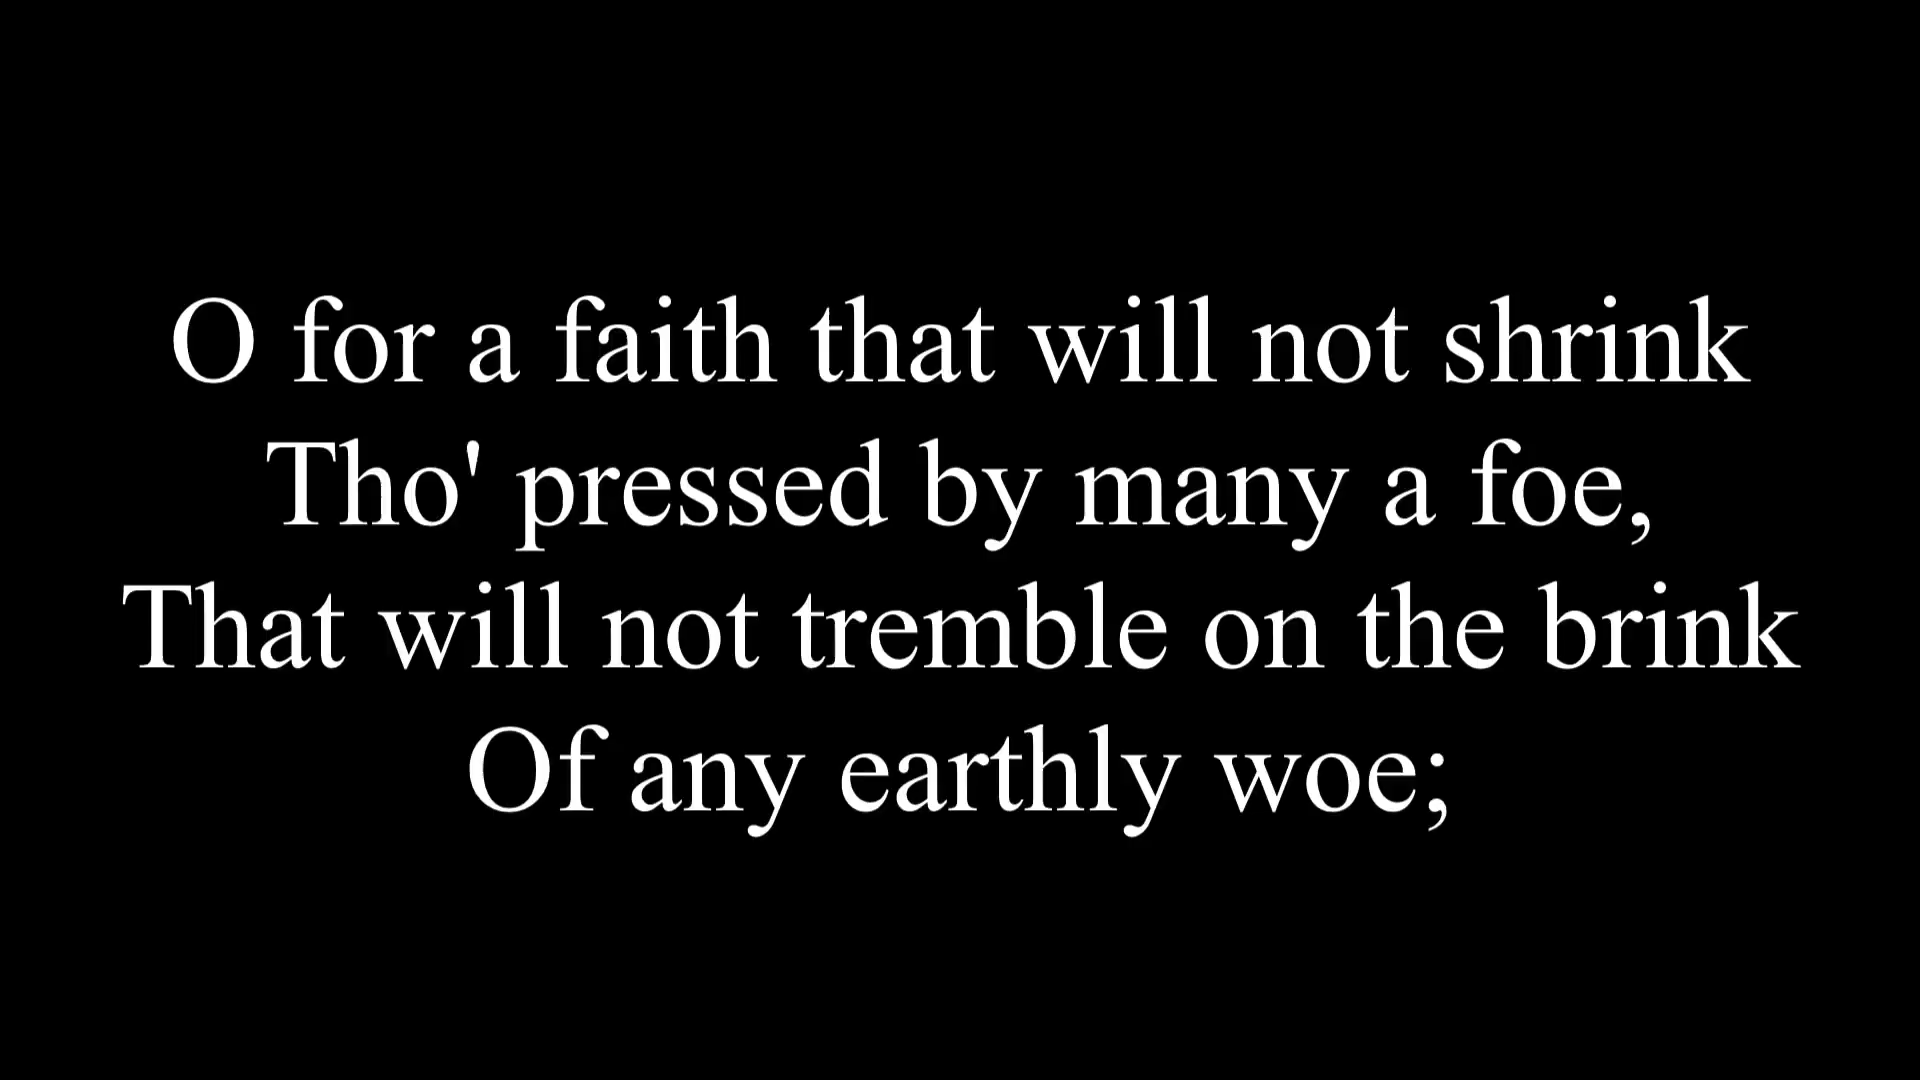 O for a faith that will not shrink
Tho' pressed by many a foe,
That will not tremble on the brink
Of any earthly woe;